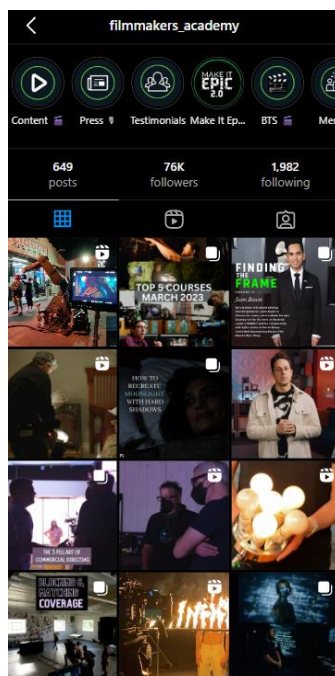 filmmakers_academy
MAKE IT
EPIC
2.0
Content 🎬
Press 🎙
Testimonials
Make It Ep...
BTS 🎬
649
posts
76K
followers
1,982
following
TOP 5 COURSES
MARCH 2023
FINDING
THE
FRAME
HOW TO
RECREATE
MOONLIGHT
WITH HARD
SHADOWS
THE 3 PILLARS OF
COMMERCIAL DIRECTING
BLOCKING &
MATCHING
COVERAGE